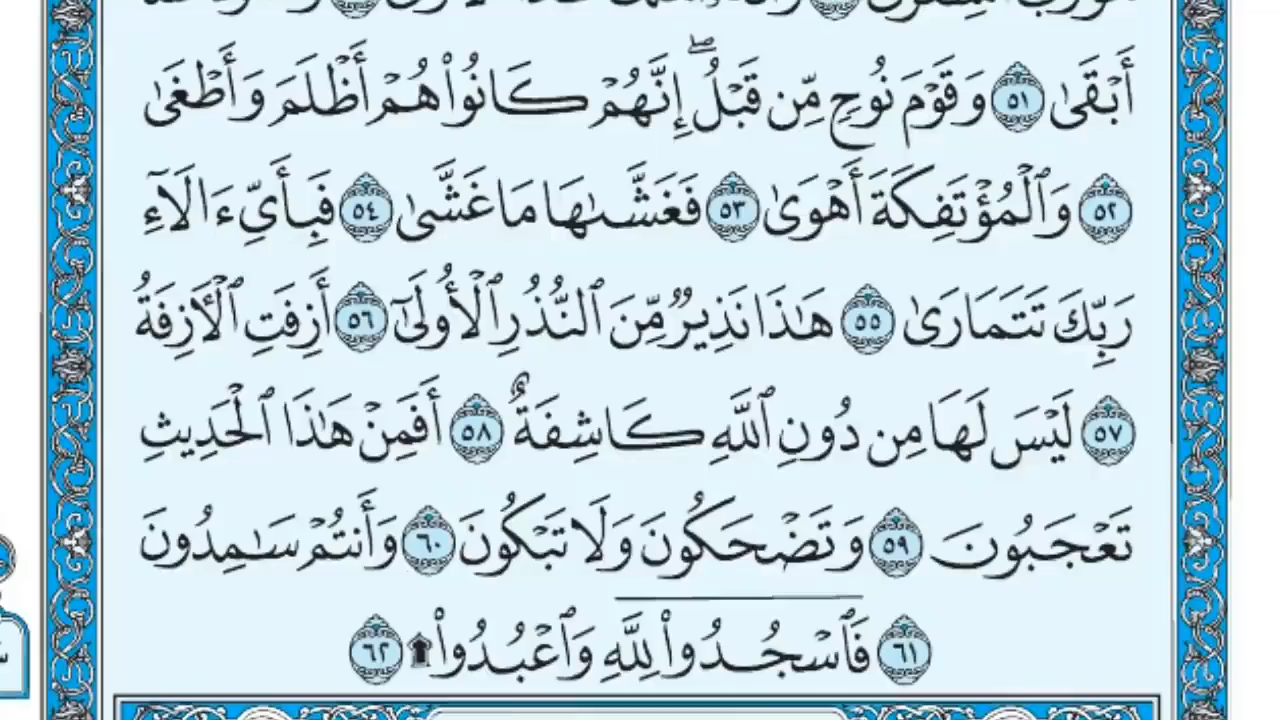 أَبْقَىٰ ٥١ وَقَوْمَ نُوحٍ مِّن قَبْلُ ۖ إِنَّهُمْ كَانُوا۟ هُمْ أَظْلَمَ وَأَطْغَىٰ
٥٢ وَٱلْمُؤْتَفِكَةَ أَهْوَىٰ ٥٣ فَغَشَّىٰهَا مَا غَشَّىٰ ٥٤ فَبِأَىِّ ءَالَآءِ
رَبِّكَ تَتَمَارَىٰ ٥٥ هَـٰذَا نَذِيرٌ مِّنَ ٱلنُّذُرِ ٱلْأُولَىٰٓ ٥٦ أَزِفَتِ ٱلْـَٔازِفَةُ
٥٧ لَيْسَ لَهَا مِن دُونِ ٱللَّهِ كَاشِفَةٌ ٥٨ أَفَمِنْ هَـٰذَا ٱلْحَدِيثِ
تَعْجَبُونَ ٥٩ وَتَضْحَكُونَ وَلَا تَبْكُونَ ٦٠ وَأَنتُمْ سَـٰمِدُونَ
٦١ فَٱسْجُدُوا۟ لِلَّهِ وَٱعْبُدُوا۟ ۩ ٦٢